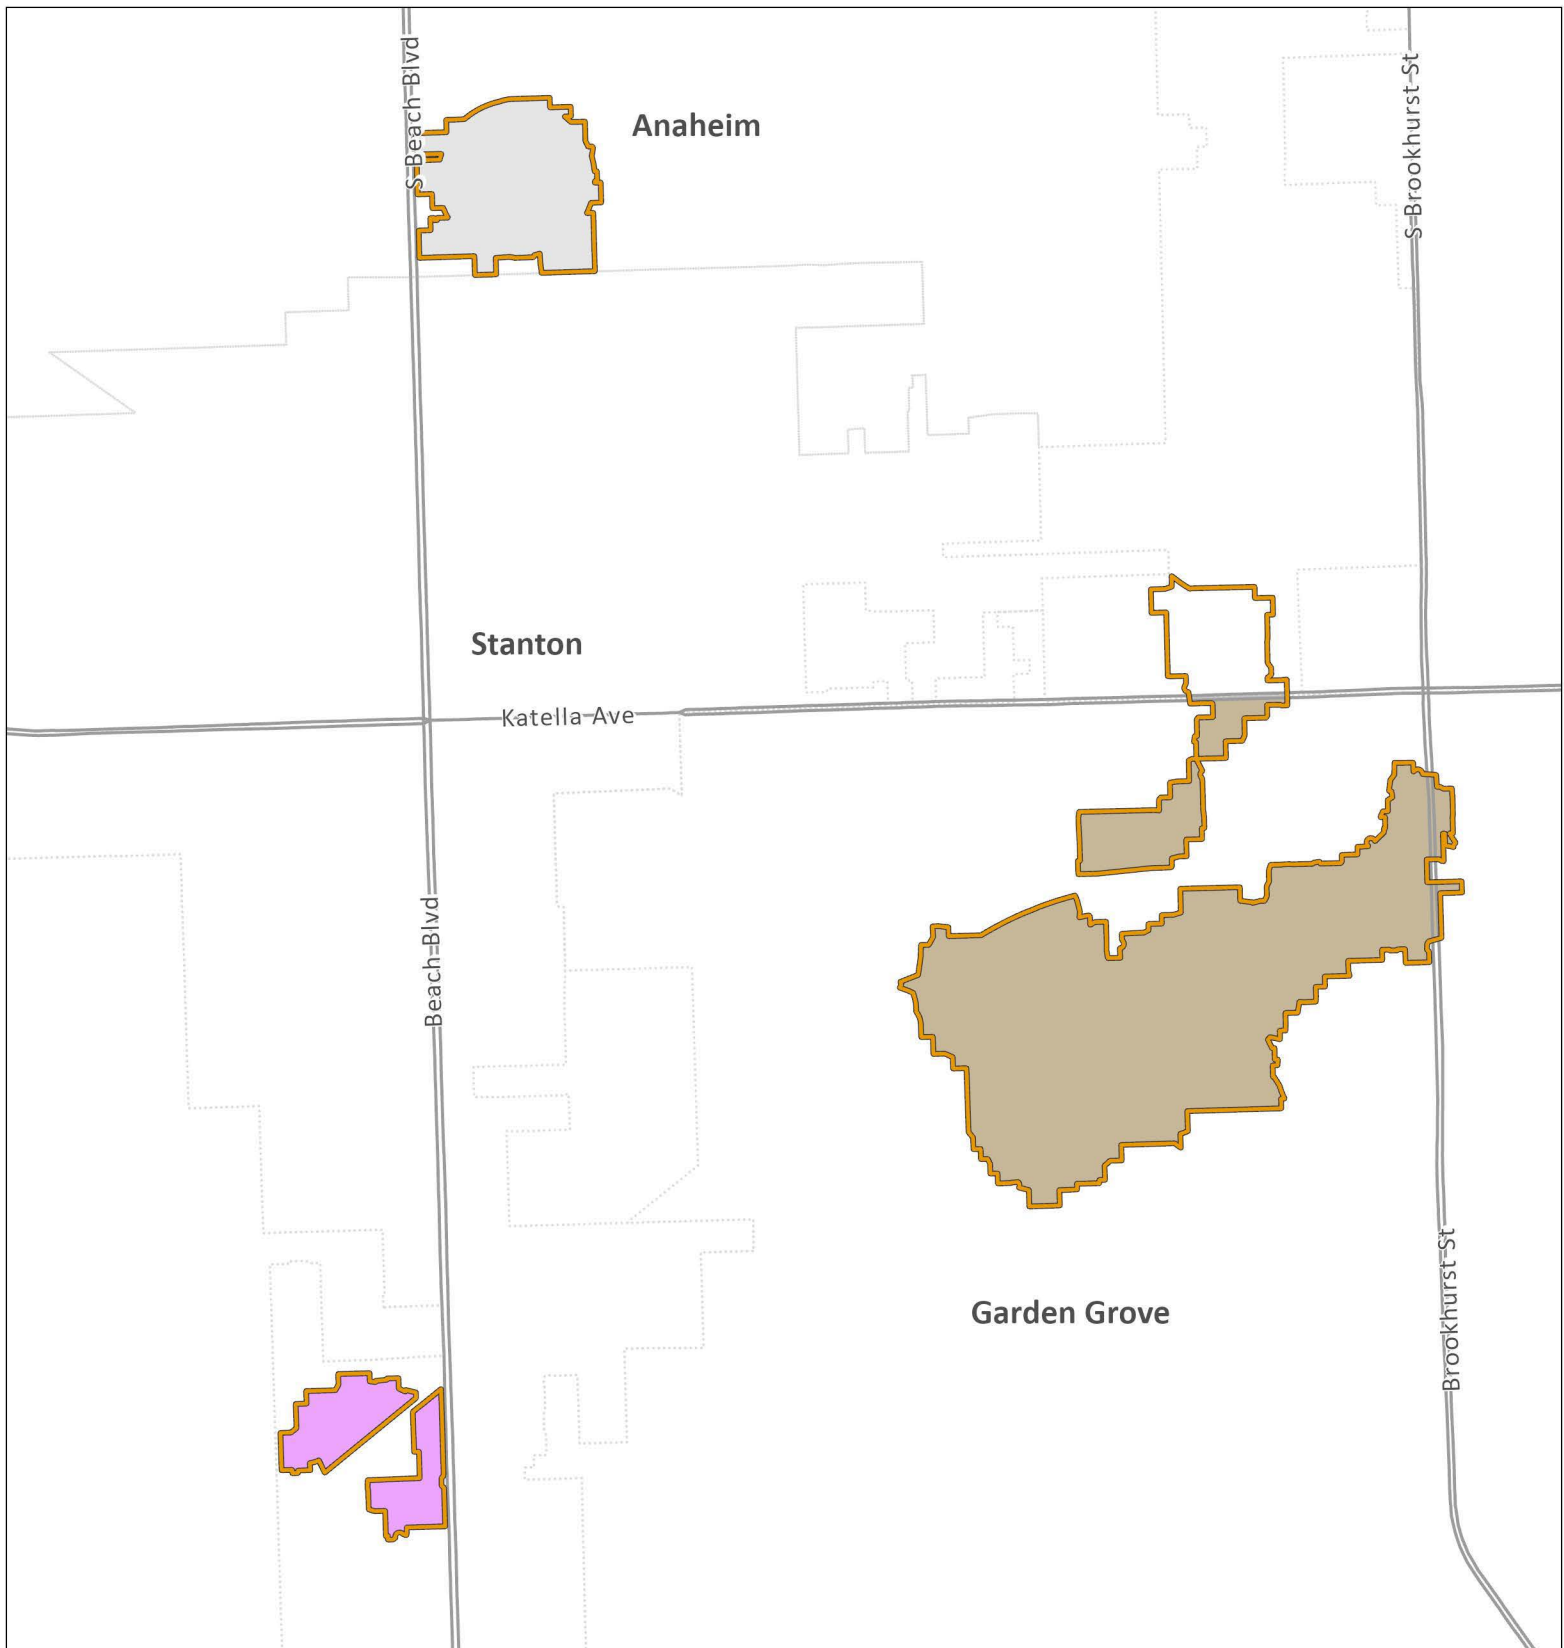 S Beach Blvd
Anaheim
S Brookhurst St
Stanton
Katella Ave
Beach Blvd
Brookhurst St
Garden Grove